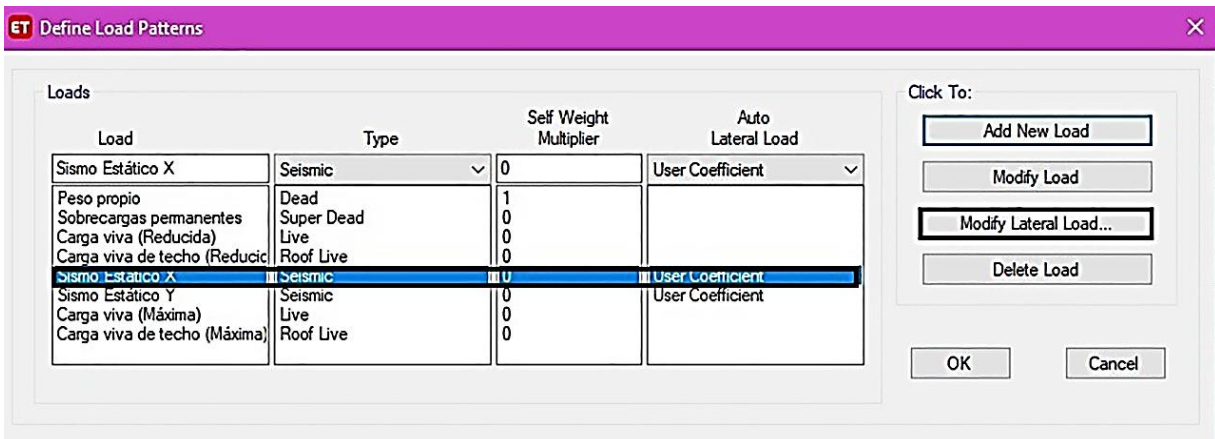 ET Define Load Patterns
Loads
Click To:
Load Type Self Weight Multiplier Auto Lateral Load
Sismo Estático X Seismic 0 User Coefficient
Peso propio Dead 1
Sobrecargas permanentes Super Dead 0
Carga viva (Reducida) Live 0
Carga viva de techo (Reducic Roof Live 0
Sismo Estático X Seismic 0 User Coefficient
Sismo Estático Y Seismic 0 User Coefficient
Carga viva (Máxima) Live 0
Carga viva de techo (Máxima) Roof Live 0
Add New Load
Modify Load
Modify Lateral Load...
Delete Load
OK Cancel